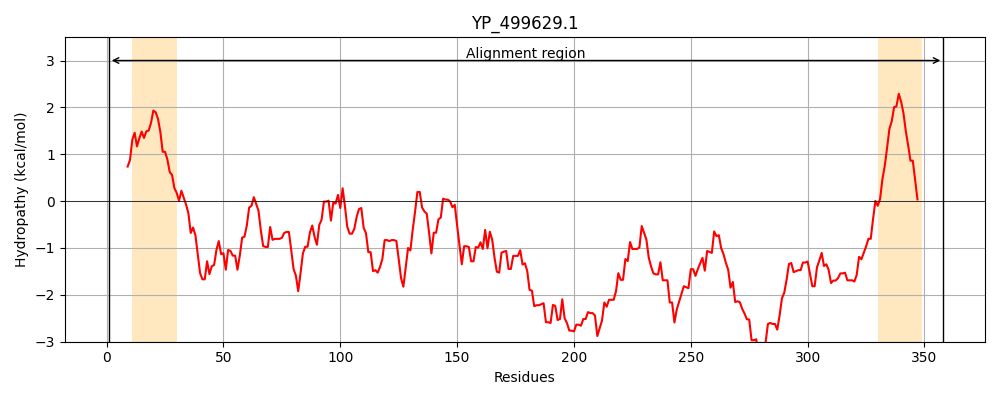 YP_499629.1
Alignment region
Hydropathy (kcal/mol)
3
2
1
0
−1
−2
−3
0 50 100 150 200 250 300 350
Residues